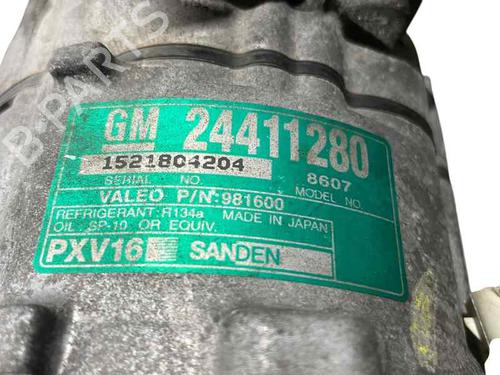 B-PARTS
GM 24411280
1521804204 8607
SERIAL NO. MODEL NO.
VALEO P/N:981600
REFRIGERANT:R134a MADE IN JAPAN
OIL SP-10 OR EQUIV.
PXV16 SANDEN